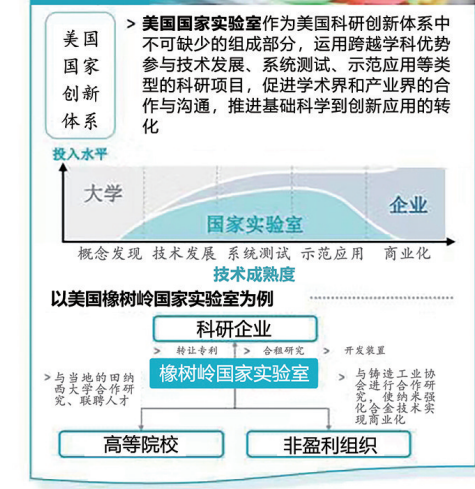 美国
国家
创新
体系
> 美国国家实验室作为美国科研创新体系中
不可缺少的组成部分，运用跨越学科优势
参与技术发展、系统测试、示范应用等类
型的科研项目，促进学术界和产业界的合
作与沟通，推进基础科学到创新应用的转
化
投入水平
大学
国家实验室
企业
概念发现 技术发展 系统测试 示范应用 商业化
技术成熟度
以美国橡树岭国家实验室为例
科研企业
> 转让专利 > 合租研究 > 开发装置
橡树岭国家实验室
> 与当地的田纳
西大学合作研
究、联聘人才
> 与铸造工业协
会进行合作研
究，使纳米强
化合金技术实
现商业化
高等院校
非盈利组织